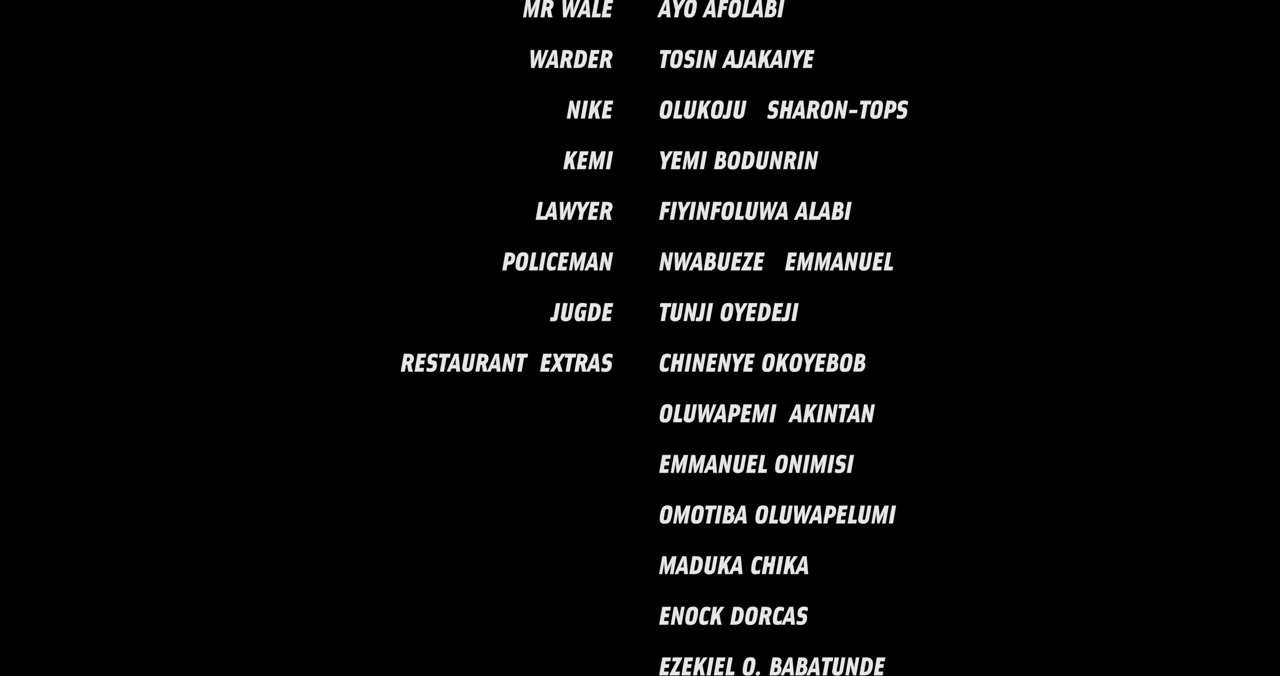 MR WALE AYO AFOLABI
WARDER TOSIN AJAKAIYE
NIKE OLUKOJU SHARON-TOPS
KEMI YEMI BODUNRIN
LAWYER FIYINFOLUWA ALABI
POLICEMAN NWABUEZE EMMANUEL
JUGDE TUNJI OYEDEJI
RESTAURANT EXTRAS CHINENYE OKOYEBOB
OLUWAPEMI AKINTAN
EMMANUEL ONIMISI
OMOTIBA OLUWAPELUMI
MADUKA CHIKA
ENOCK DORCAS
EZEKIEL O. BABATUNDE